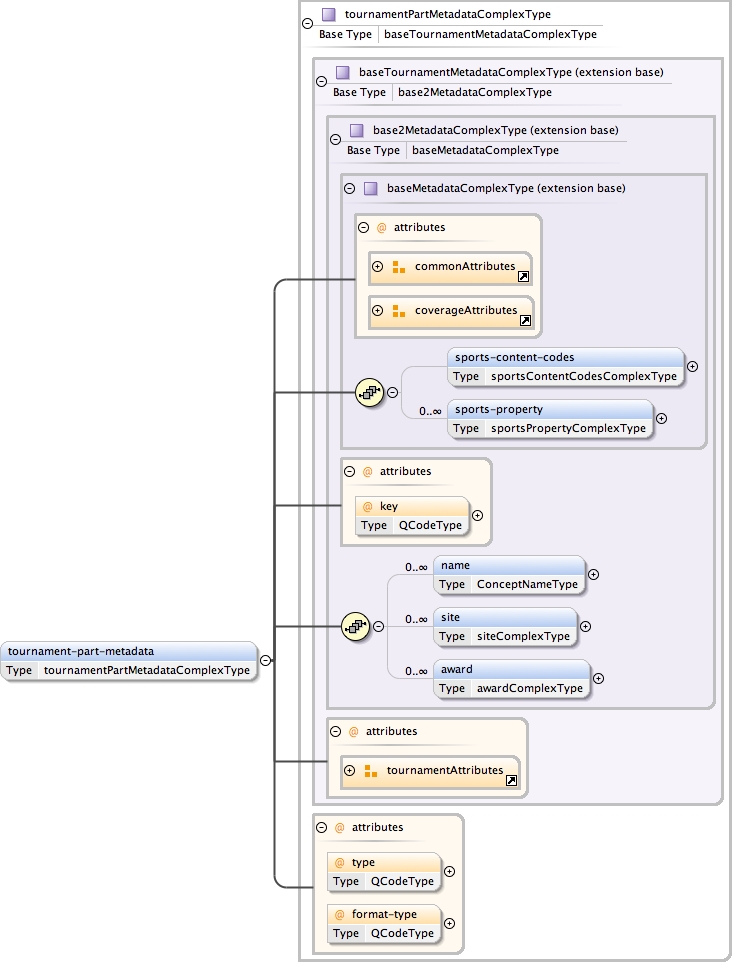 tournamentPartMetadataComplexType
Base Type baseTournamentMetadataComplexType
baseTournamentMetadataComplexType (extension base)
Base Type base2MetadataComplexType
base2MetadataComplexType (extension base)
Base Type baseMetadataComplexType
baseMetadataComplexType (extension base)
@ attributes
commonAttributes
coverageAttributes
sports-content-codes
Type sportsContentCodesComplexType
0..∞ sports-property
Type sportsPropertyComplexType
@ attributes
@ key
Type QCodeType
0..∞ name
Type ConceptNameType
0..∞ site
Type siteComplexType
0..∞ award
Type awardComplexType
tournament-part-metadata
Type tournamentPartMetadataComplexType
@ attributes
tournamentAttributes
@ attributes
@ type
Type QCodeType
@ format-type
Type QCodeType